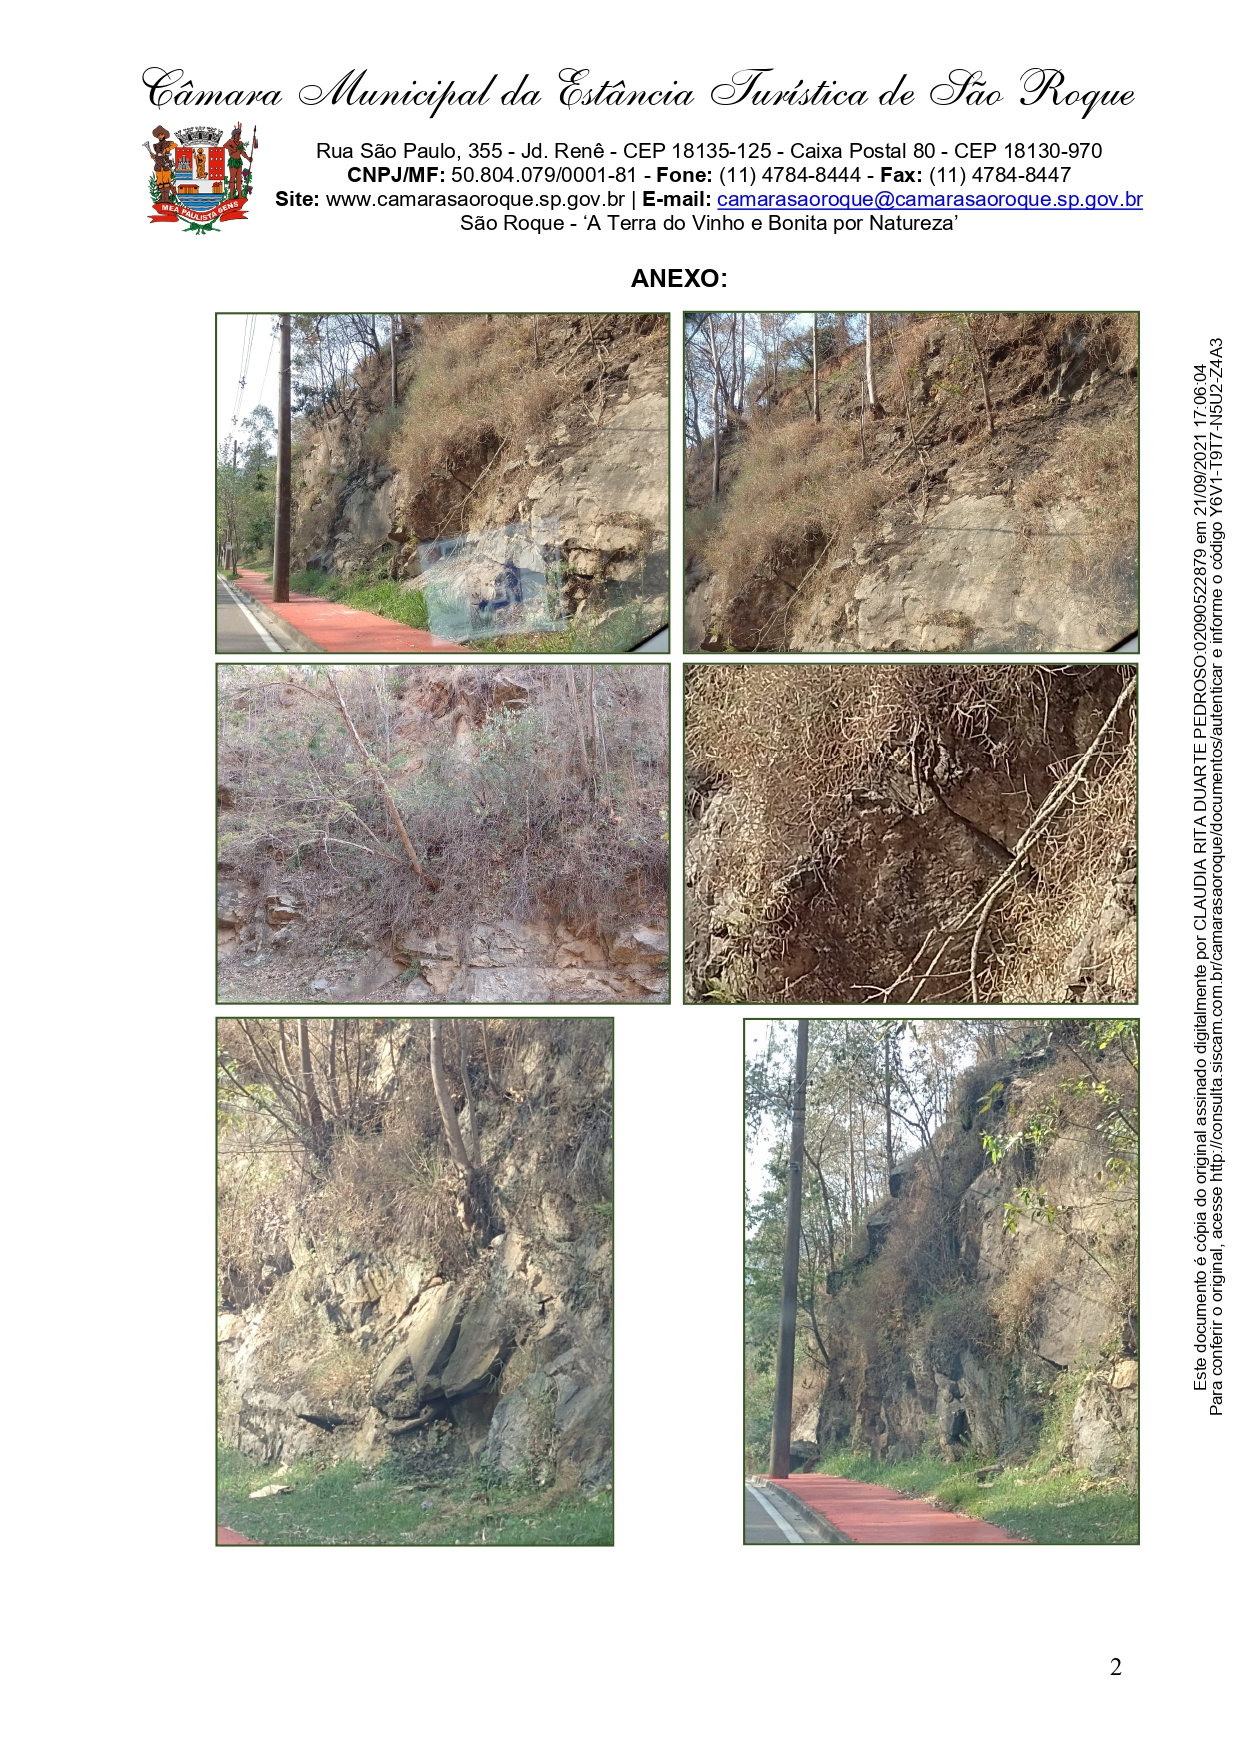 Câmara Municipal da Estância Turística de São Roque
Rua São Paulo, 355 - Jd. Renê - CEP 18135-125 - Caixa Postal 80 - CEP 18130-970
CNPJ/MF: 50.804.079/0001-81 - Fone: (11) 4784-8444 - Fax: (11) 4784-8447
Site: www.camarasaoroque.sp.gov.br | E-mail: camarasaoroque@camarasaoroque.sp.gov.br
São Roque - ‘A Terra do Vinho e Bonita por Natureza’
MEA PAULISTA GENS
ANEXO:
Este documento é cópia do original assinado digitalmente por CLAUDIA RITA DUARTE PEDROSO:02090522879 em 21/09/2021 17:06:04
Para conferir o original, acesse http://consulta.siscam.com.br/camarasaoroque/documentos/autenticar e informe o código Y6V1-T9T7-N5U2-Z4A3
2